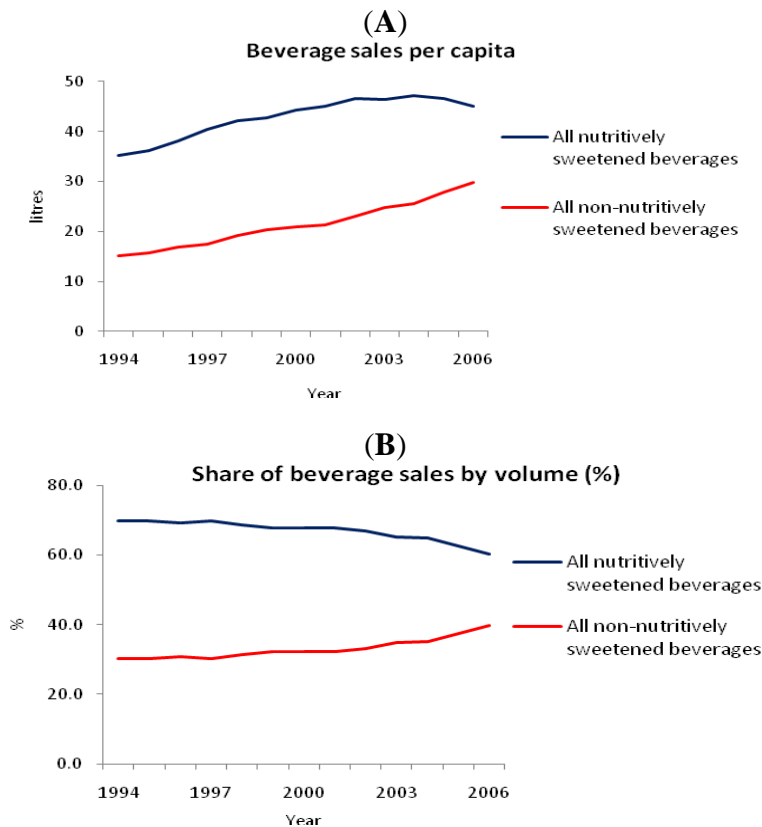 (A)
Beverage sales per capita
50
40
30
20
10
0
litres
1994 1997 2000 2003 2006
Year
All nutritively
sweetened beverages
All non-nutritively
sweetened beverages
(B)
Share of beverage sales by volume (%)
80.0
60.0
40.0
20.0
0.0
%
1994 1997 2000 2003 2006
Year
All nutritively
sweetened beverages
All non-nutritively
sweetened beverages